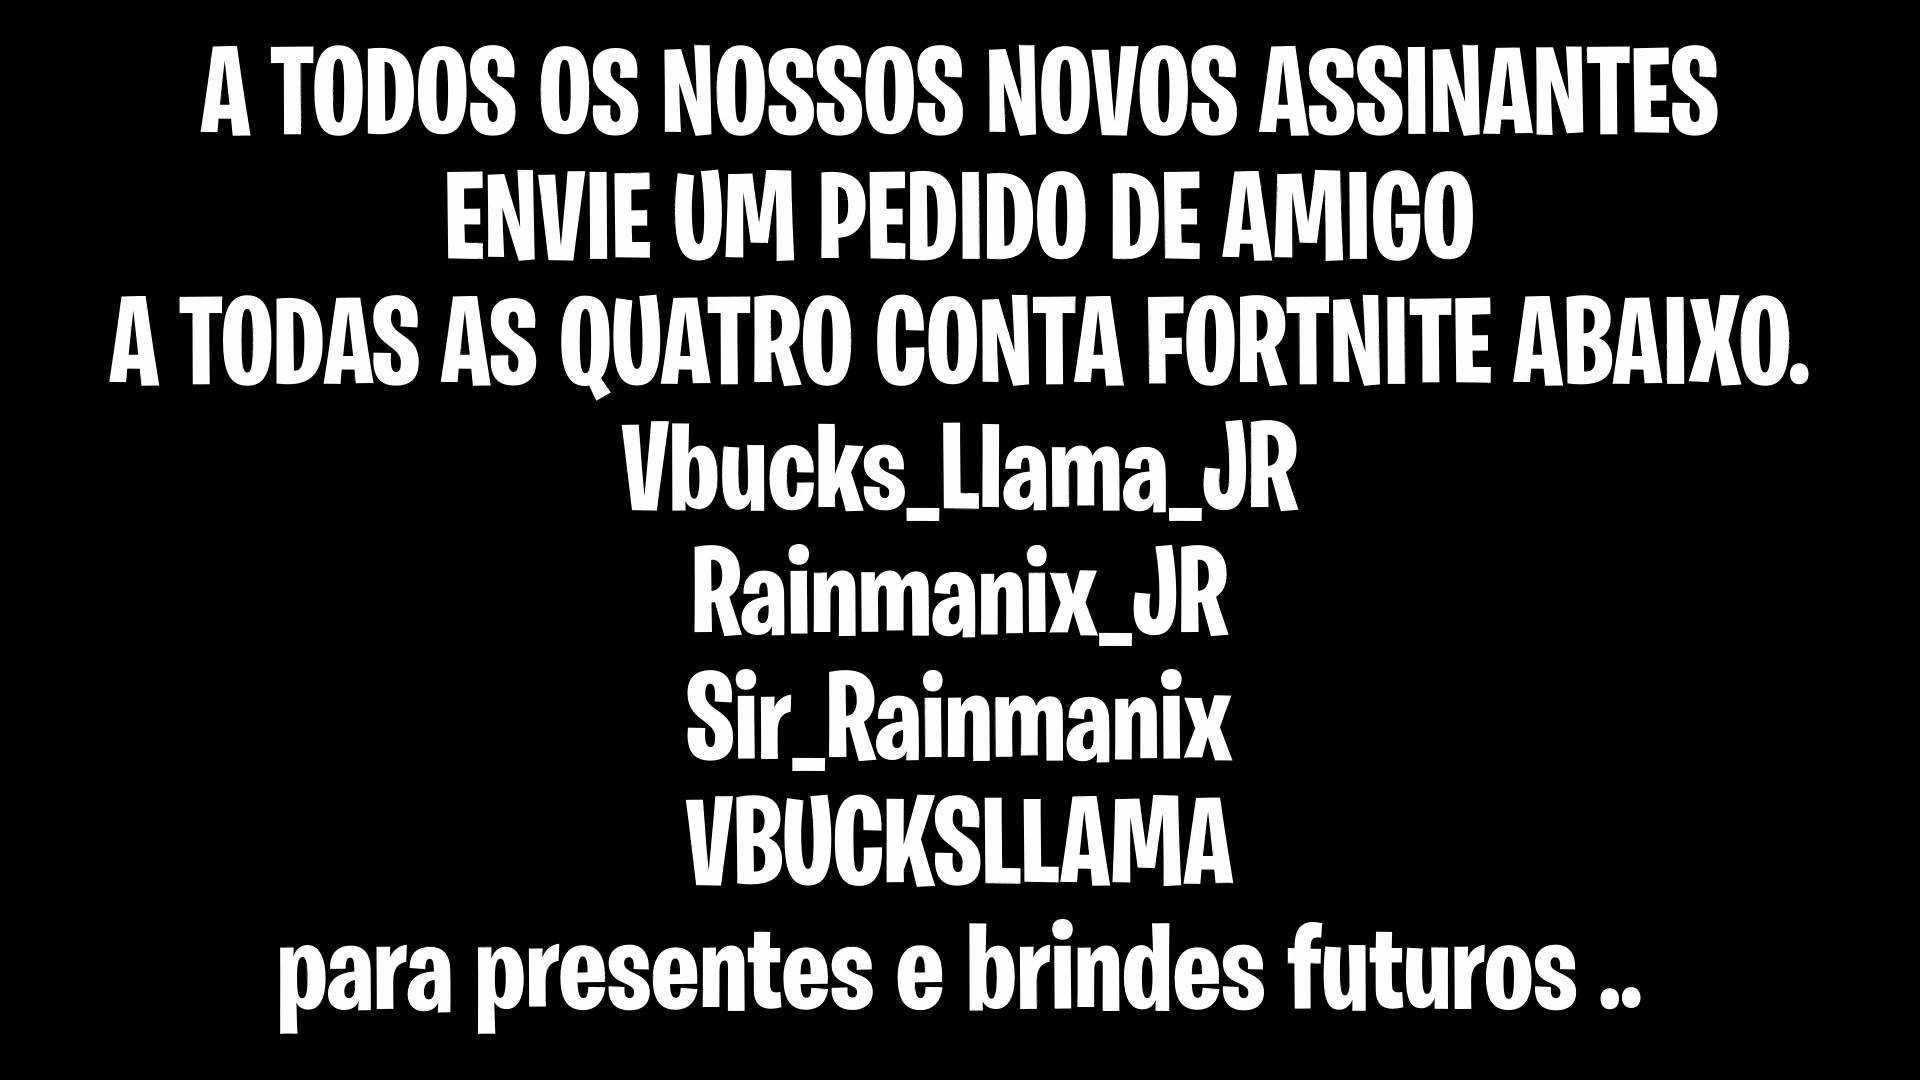 A TODOS OS NOSSOS NOVOS ASSINANTES
ENVIE UM PEDIDO DE AMIGO
A TODAS AS QUATRO CONTA FORTNITE ABAIXO.
Vbucks_Llama_JR
Rainmanix_JR
Sir_Rainmanix
VBUCKSLLAMA
para presentes e brindes futuros ..